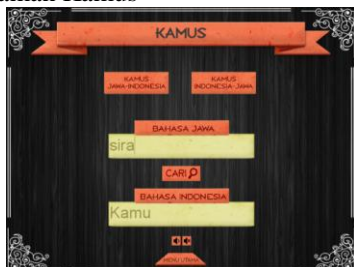 KAMUS
KAMUS
JAWA-INDONESIA
KAMUS
INDONESIA-JAWA
BAHASA JAWA
sira
CARI
BAHASA INDONESIA
Kamu
MENU UTAMA